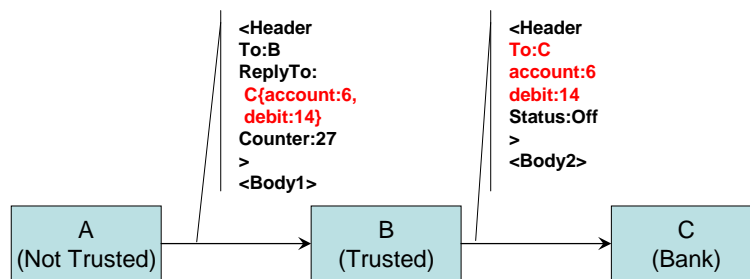 <Header
To:B
ReplyTo:
C{account:6,
debit:14}
Counter:27
>
<Body1>
<Header
To:C
account:6
debit:14
Status:Off
>
<Body2>
A
(Not Trusted)
B
(Trusted)
C
(Bank)